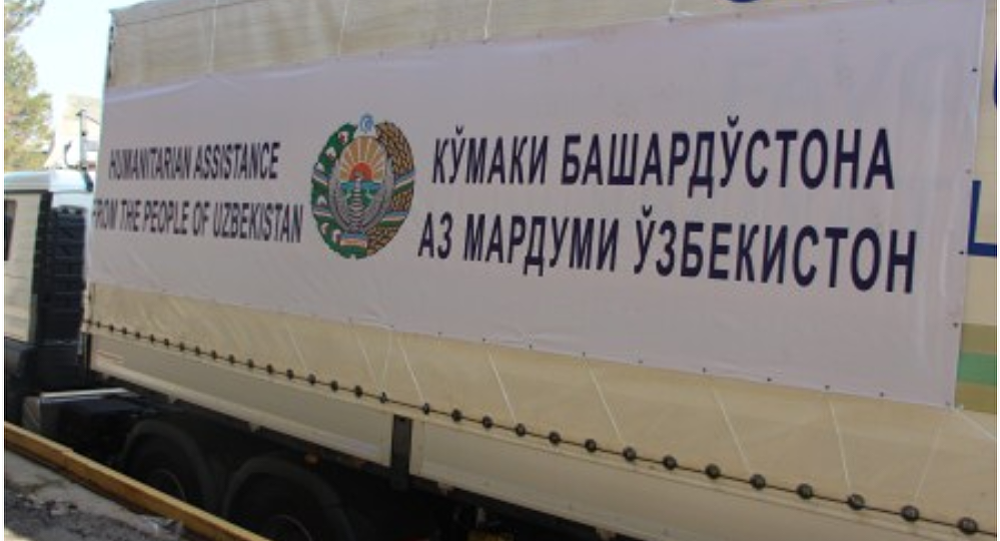 HUMANITARIAN ASSISTANCE
FROM THE PEOPLE OF UZBEKISTAN
КЎМАКИ БАШАРДЎСТОНА
АЗ МАРДУМИ ЎЗБЕКИСТОН